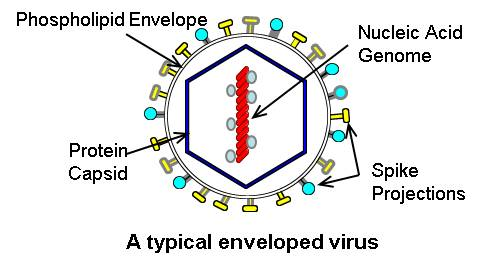 Phospholipid Envelope
Nucleic Acid
Genome
Protein
Capsid
Spike
Projections
A typical enveloped virus